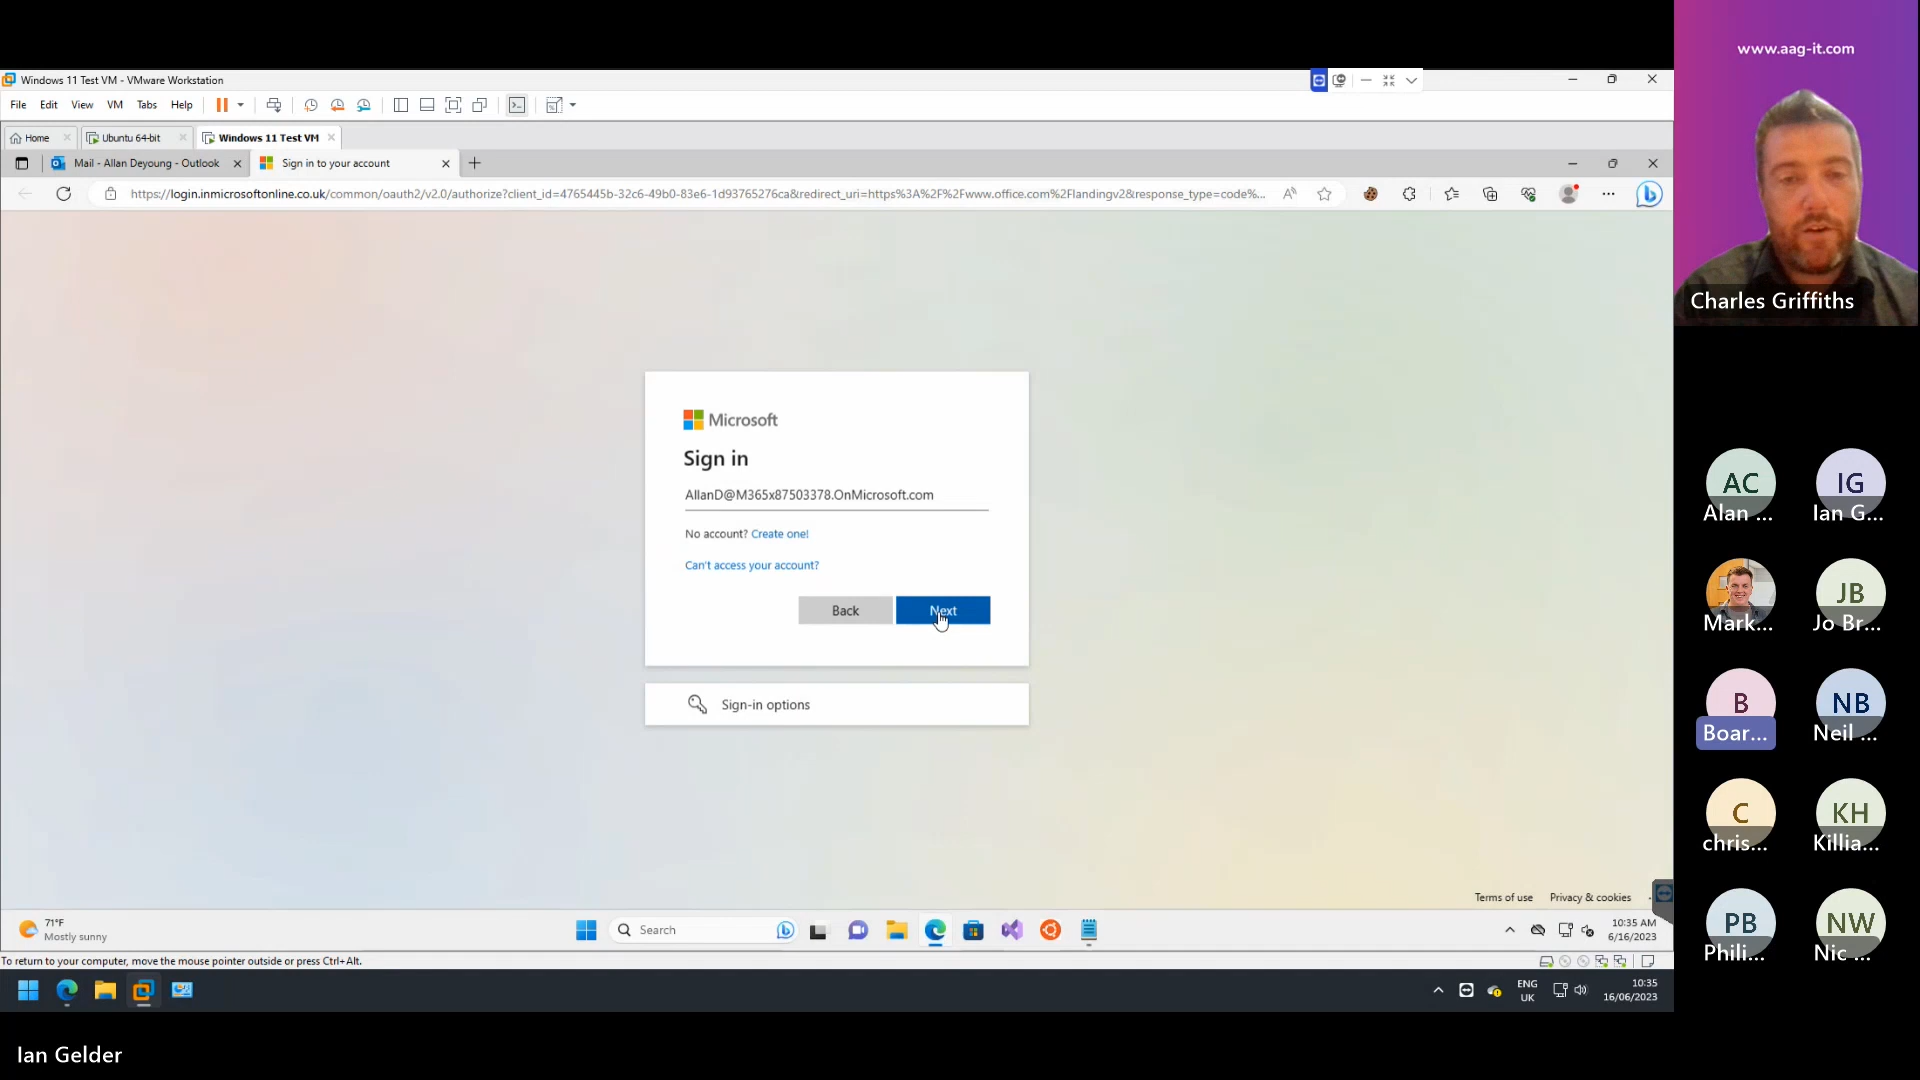 www.aag-it.com
Windows 11 Test VM - VMware Workstation
File Edit View VM Tabs Help
Home Ubuntu 64-bit Windows 11 Test VM
Mail - Allan Deyoung - Outlook Sign in to your account
https://login.inmicrosoftonline.co.uk/common/oauth2/v2.0/authorize?client_id=4765445b-32c6-49b0-83e6-1d93765276ca&redirect_uri=https%3A%2F%2Fwww.office.com%2Flandingv2&response_type=code%...
Charles Griffiths
Microsoft
Sign in
AllanD@M365x87503378.OnMicrosoft.com
No account? Create one!
Can't access your account?
Back Next
Sign-in options
AC IG
Alan ... Ian G...
JB
Mark... Jo Br...
B NB
Boar... Neil ...
C KH
chris... Killia...
PB NW
Phili... Nic ...
Terms of use Privacy & cookies
71°F
Mostly sunny
Search
10:35 AM
6/16/2023
To return to your computer, move the mouse pointer outside or press Ctrl+Alt.
ENG
UK
10:35
16/06/2023
Ian Gelder